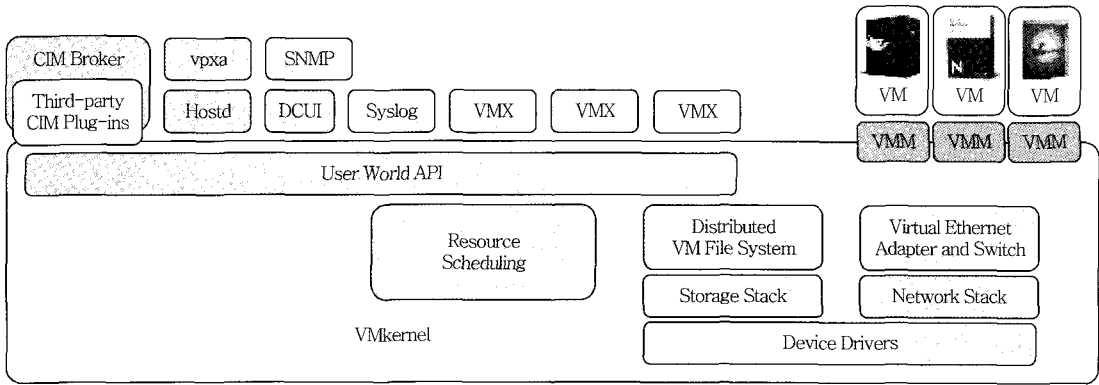 CIM Broker
Third-party
CIM Plug-ins
vpxa
SNMP
Hostd
DCUI
Syslog
VMX
VMX
VMX
N
VM
VM
VM
VMM
VMM
VMM
User World API
Resource
Scheduling
Distributed
VM File System
Virtual Ethernet
Adapter and Switch
Storage Stack
Network Stack
VMkernel
Device Drivers